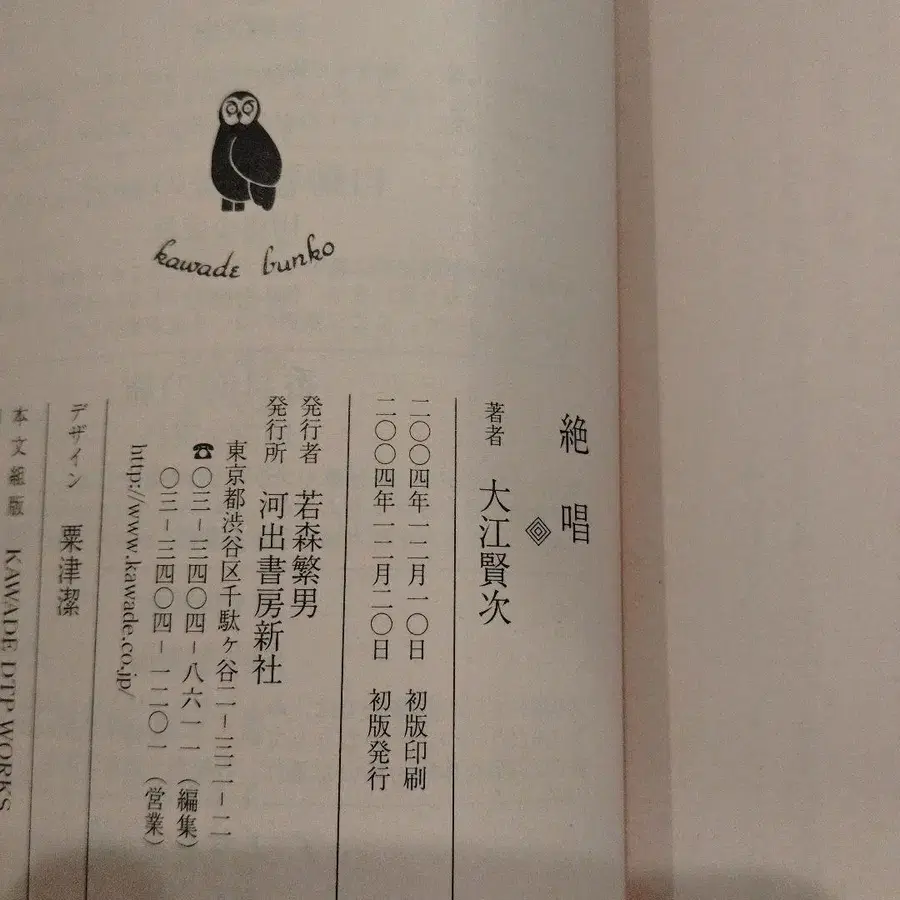 kawade bunko
絶唱
著者 大江賢次
二〇〇四年一二月一〇日 初版印刷
二〇〇四年一二月二〇日 初版発行
発行者 若森繁男
発行所 河出書房新社
東京都渋谷区千駄ヶ谷二-三二-二
☎〇三-三四〇四-八六一一(編集)
〇三-三四〇四-一二〇一(営業)
http://www.kawade.co.jp/
デザイン 粟津潔
本文組版 KAWADE DTP WORKS